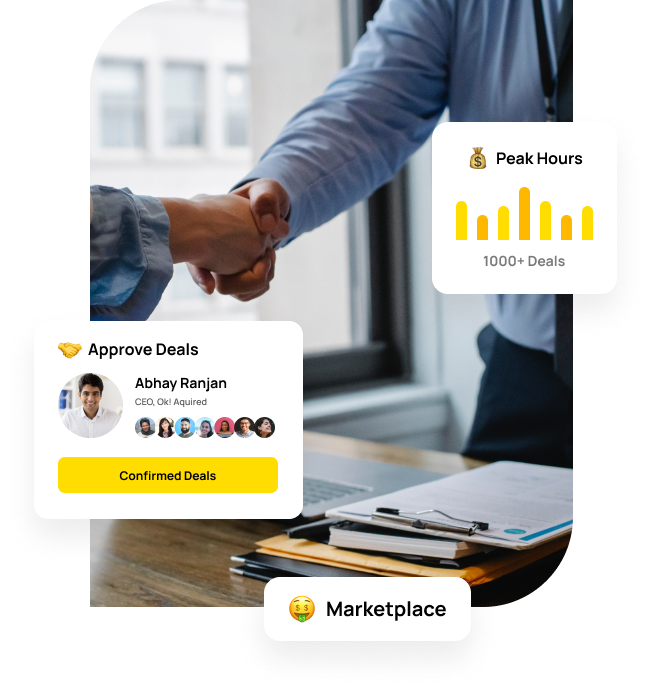 Peak Hours
1000+ Deals
Approve Deals
Abhay Ranjan
CEO, Ok! Aquired
Confirmed Deals
Marketplace